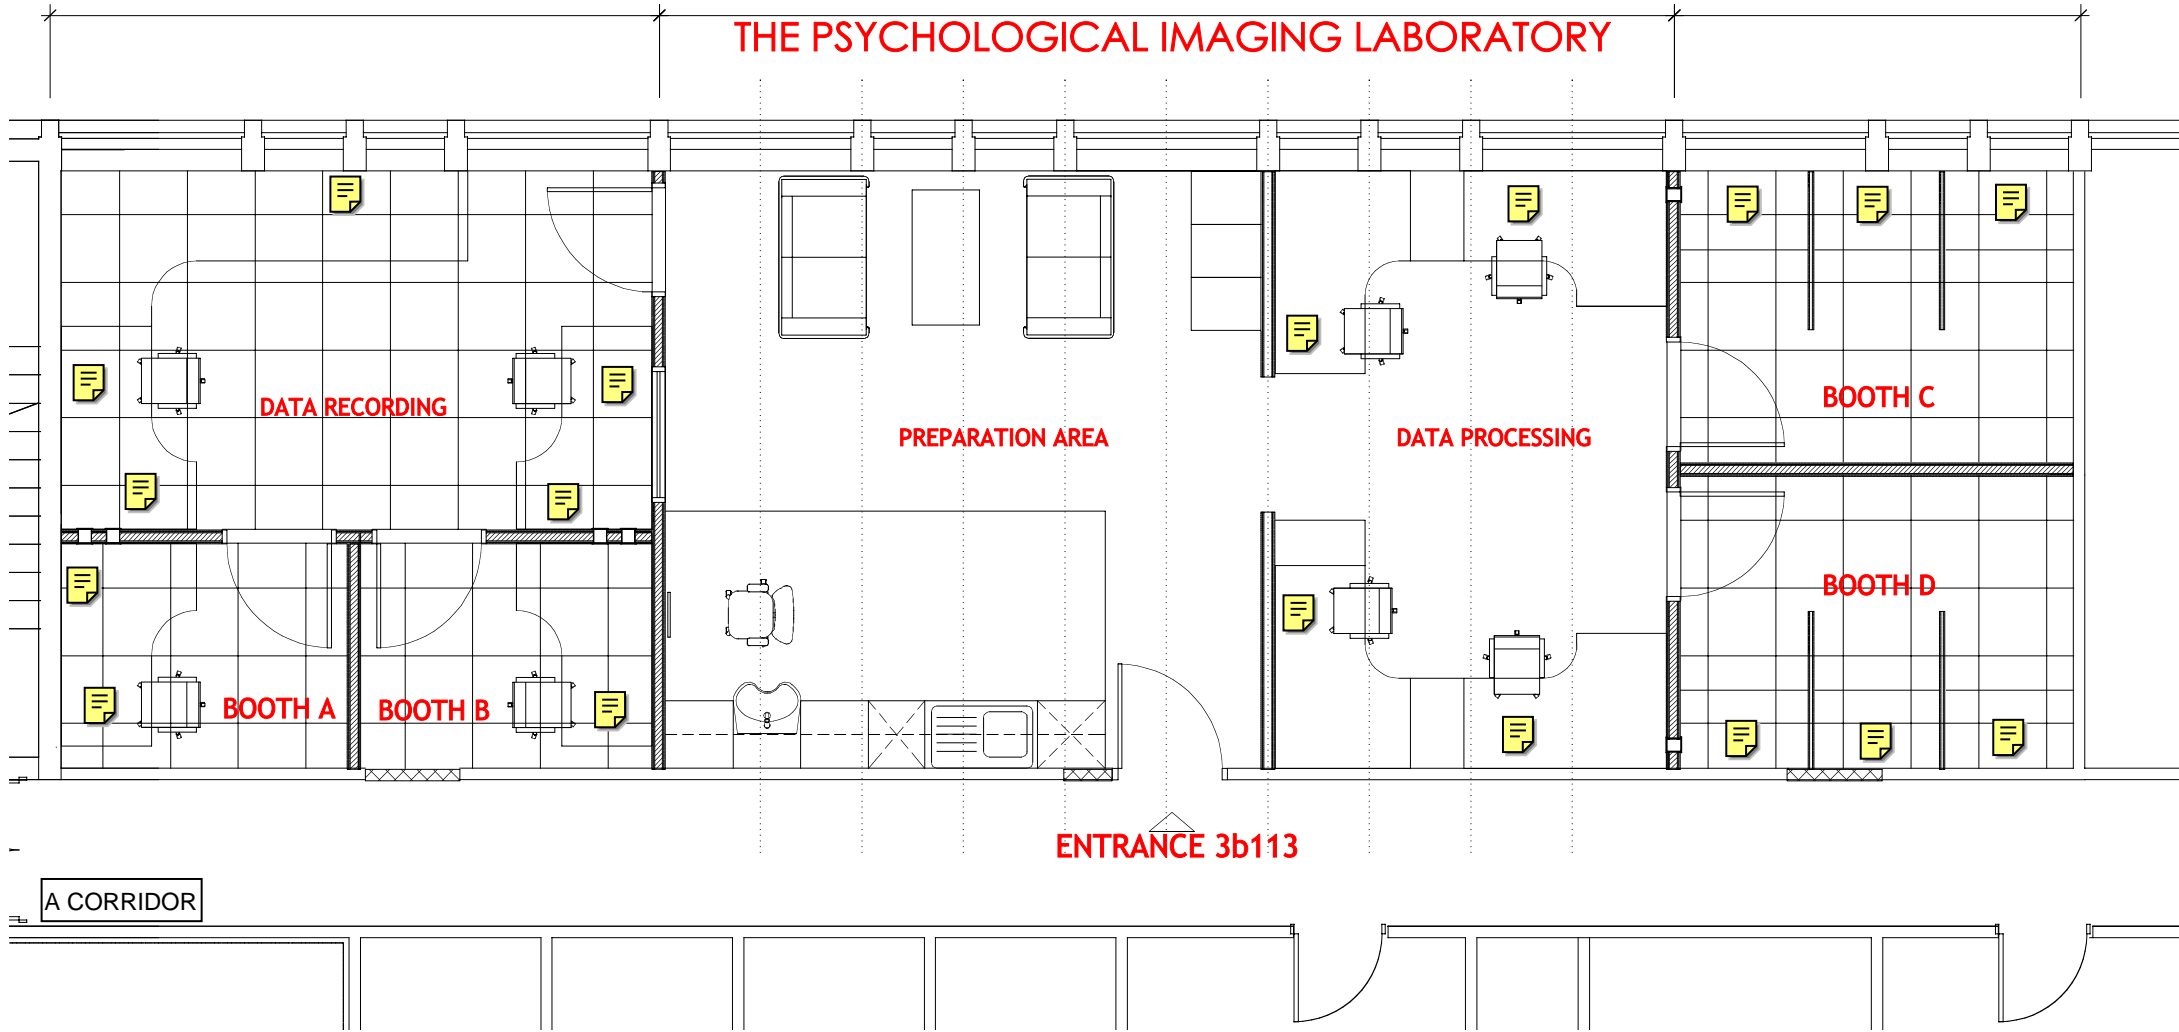 THE PSYCHOLOGICAL IMAGING LABORATORY
DATA RECORDING
PREPARATION AREA
DATA PROCESSING
BOOTH C
BOOTH D
BOOTH A
BOOTH B
ENTRANCE 3b113
A CORRIDOR